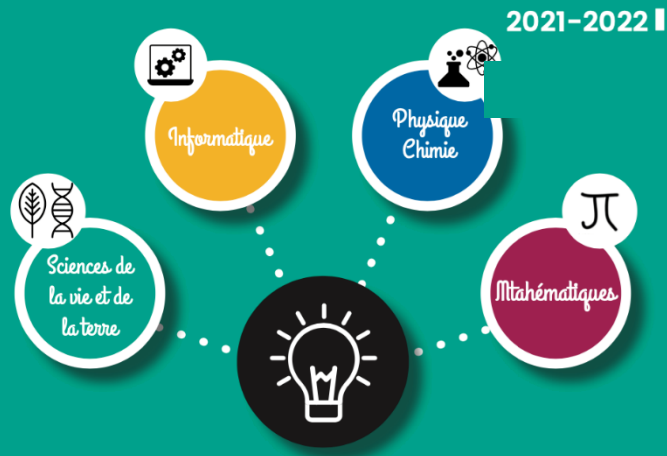 2021-2022
Informatique
Physique
Chimie
Sciences de
la vie et de
la terre
Mtahématiques
π